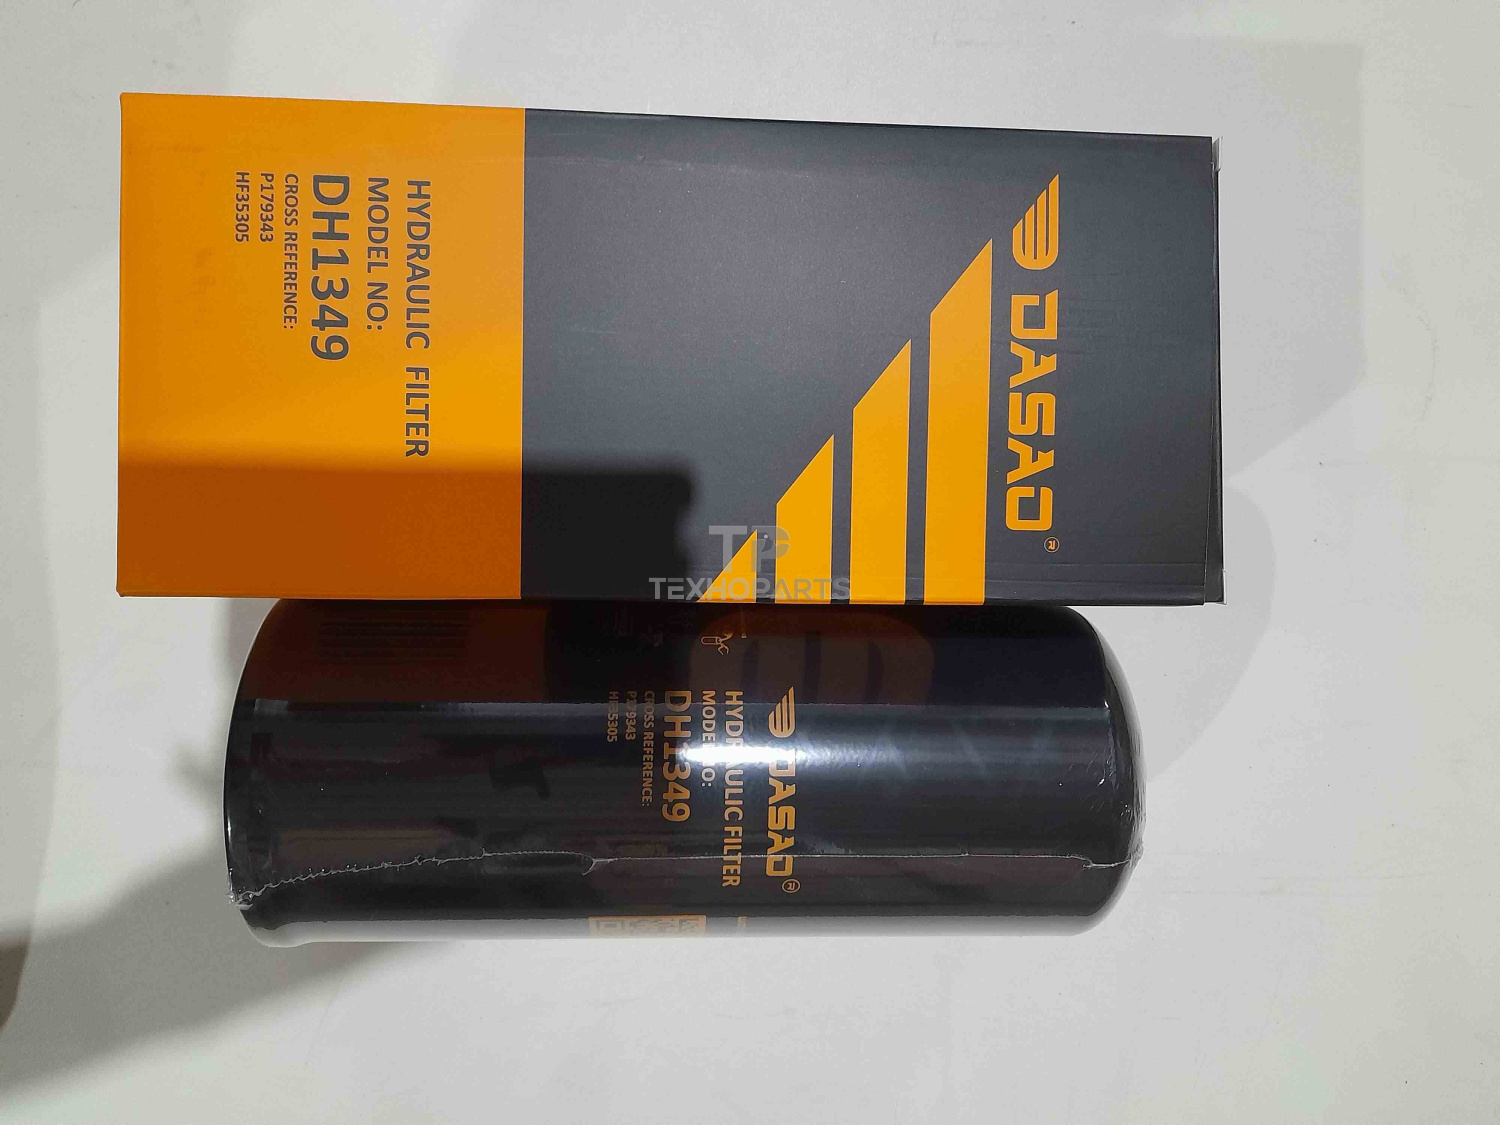 DASAO®
HYDRAULIC FILTER
MODEL NO:
DH1349
CROSS REFERENCE:
P179343
HF35305
TP
TEXHOPARTS
DASAO®
HYDRAULIC FILTER
MODEL NO:
DH1349
CROSS REFERENCE:
P179343
HF35305